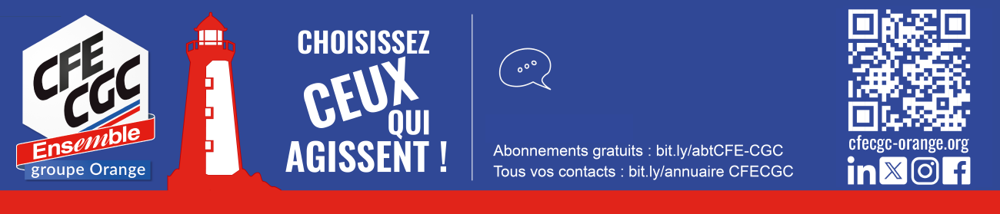 CFE
CGC
Ensemble
groupe Orange
CHOISISSEZ
CEUX
QUI
AGISSENT !
Abonnements gratuits : bit.ly/abtCFE-CGC
Tous vos contacts : bit.ly/annuaire CFECGC
cfecgc-orange.org
in